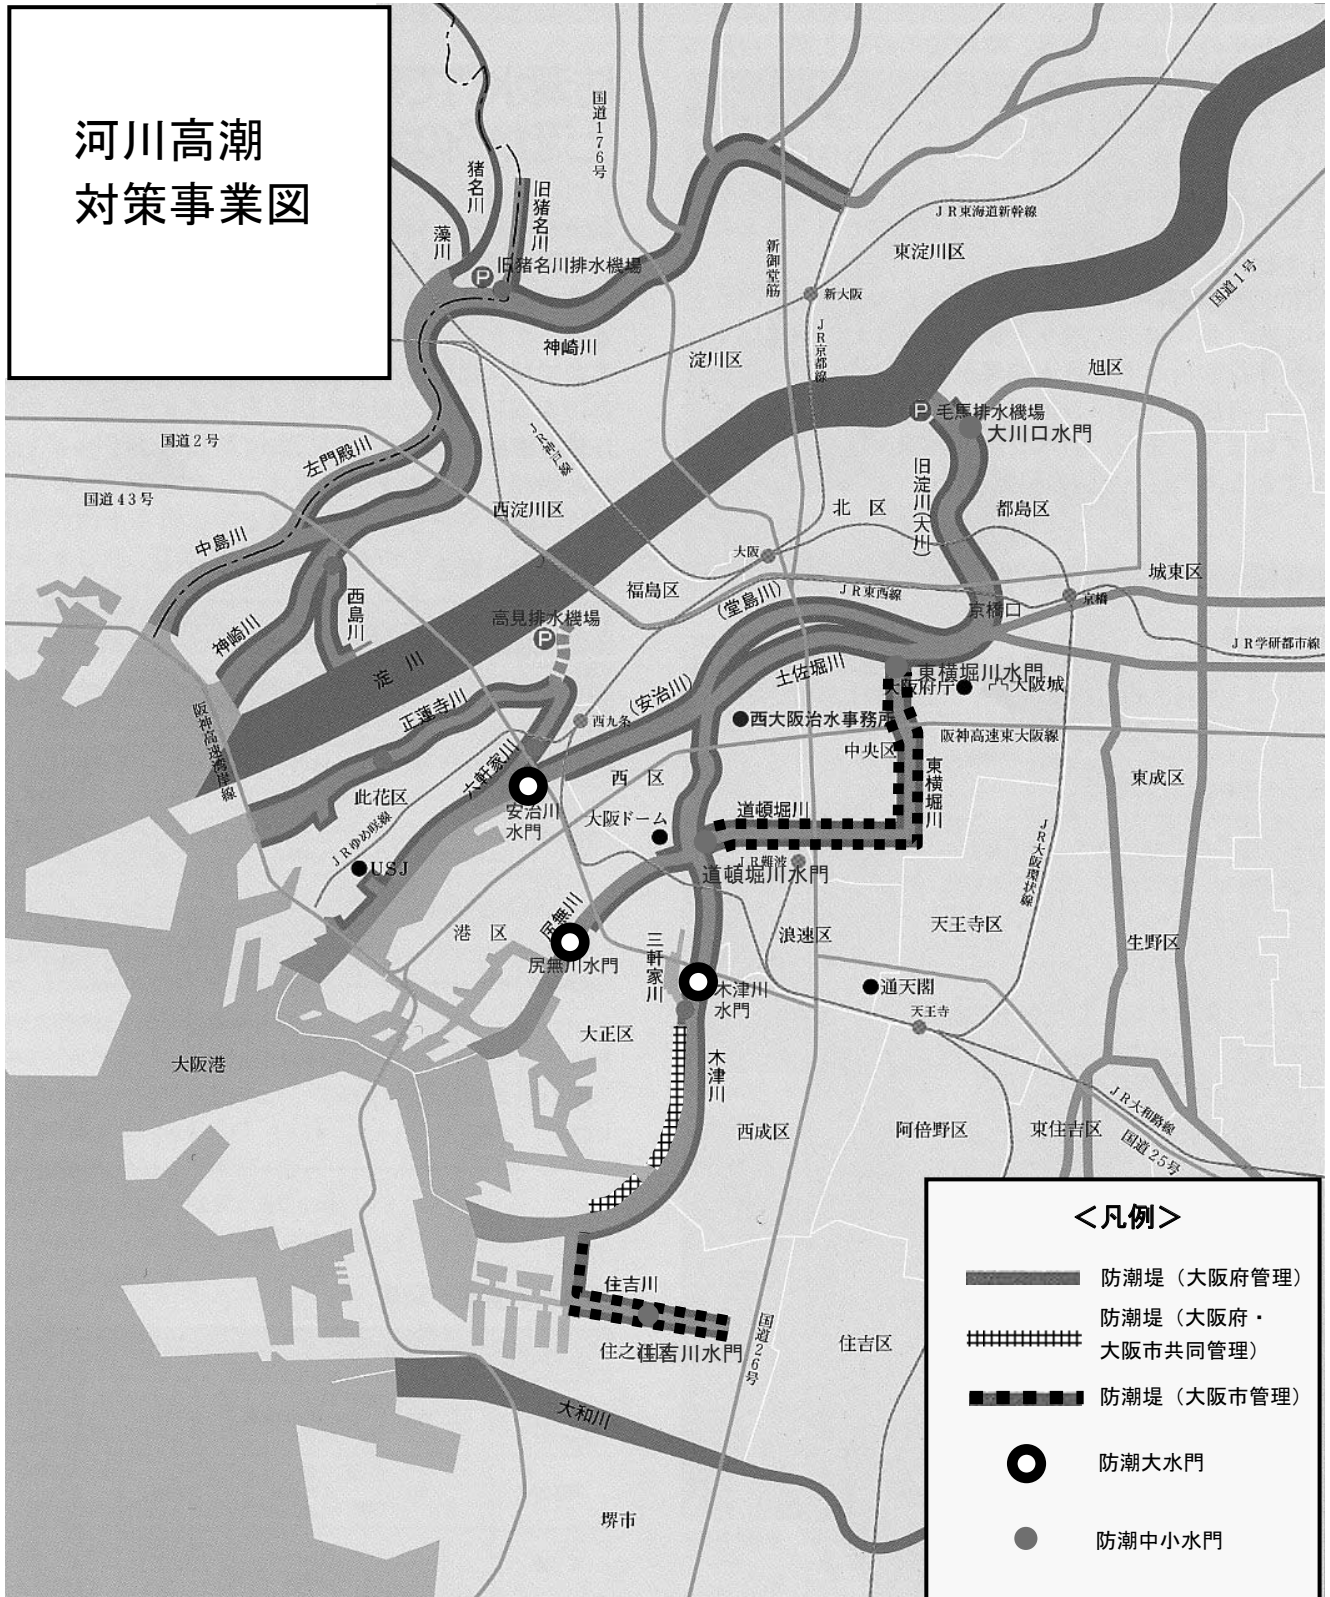 河川高潮
対策事業図
国道176号
猪名川
旧猪名川
藻川
P
旧猪名川排水機場
神崎川
新御堂筋
JR東海道新幹線
東淀川区
新大阪
JR京都線
淀川区
国道1号
旭区
P
毛馬排水機場
大川口水門
国道2号
左門殿川
JR神戸線
国道43号
西淀川区
中島川
北 区
旧淀川(大川)
都島区
大阪
城東区
福島区
(堂島川)
JR東西線
京橋口
京橋
西島川
高見排水機場
P
神崎川
淀 川
JR学研都市線
土佐堀川
東横堀川水門
大阪府庁
大阪城
(安治川)
正蓮寺川
阪神高速湾岸線
西九条
西大阪治水事務所
阪神高速東大阪線
中央区
六軒家川
西 区
東横堀川
東成区
此花区
安治川
水門
大阪ドーム
道頓堀川
JRゆめ咲線
USJ
JR難波
道頓堀川水門
JR大阪環状線
港 区
尻無川
尻無川水門
三軒家川
浪速区
天王寺区
生野区
木津川
水門
通天閣
天王寺
大正区
大阪港
木津川
西成区
阿倍野区
東住吉区
JR大和路線
国道25号
住吉川
住之江区
住吉川水門
国道26号
住吉区
大和川
堺市
＜凡例＞
防潮堤（大阪府管理）
防潮堤（大阪府・
大阪市共同管理）
防潮堤（大阪市管理）
防潮大水門
防潮中小水門